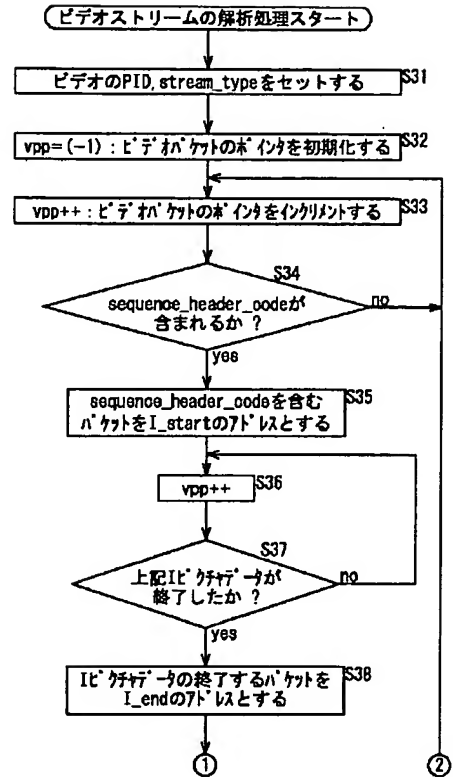 ビデオストリームの解析処理スタート
S31
ビデオのPID,stream_typeをセットする
S32
vpp=(-1):ビデオパケットのポインタを初期化する
S33
vpp++:ビデオパケットのポインタをインクリメントする
S34
sequence_header_codeが
含まれるか ?
no
yes
S35
sequence_header_codeを含む
パケットをI_startのアドレスとする
S36
vpp++
S37
上記Iピクチャデータが
終了したか ?
no
yes
S38
Iピクチャデータの終了するパケットを
I_endのアドレスとする
① ②